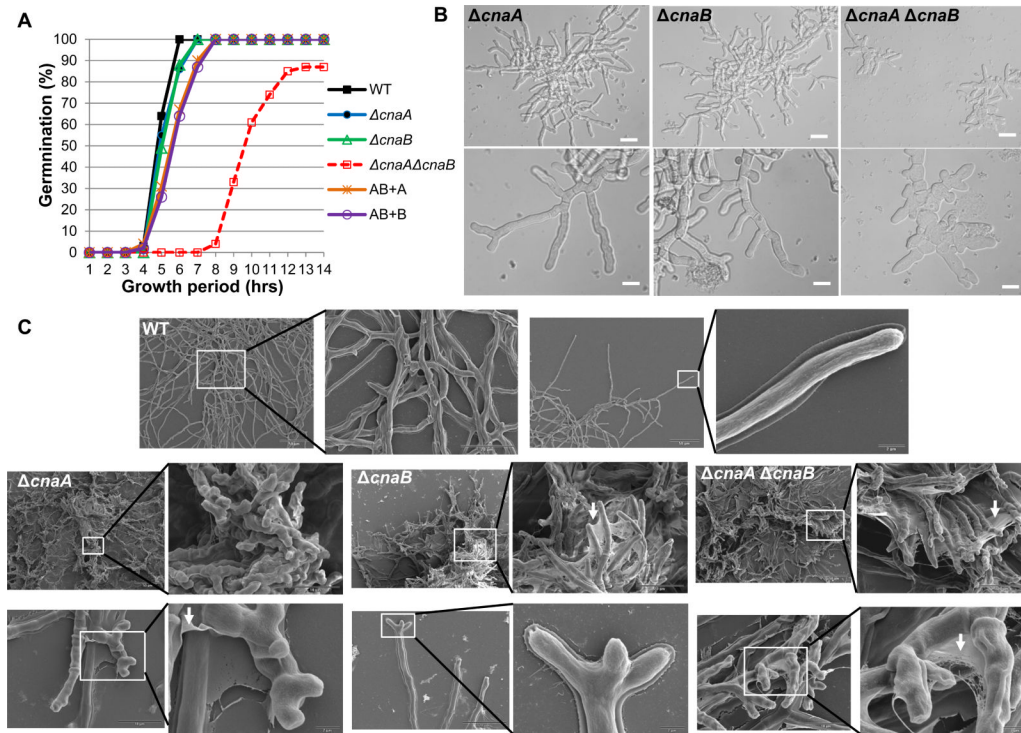 A
Germnination (%)
100
90
80
70
60
50
40
30
20
10
0
1 2 3 4 5 6 7 8 9 10 11 12 13 14
Growth period (hrs)
WT
ΔcnaA
ΔcnaB
ΔcnaAΔcnaB
AB+A
AB+B
B
ΔcnaA
ΔcnaB
ΔcnaA ΔcnaB
C
WT
ΔcnaA
ΔcnaB
ΔcnaA ΔcnaB